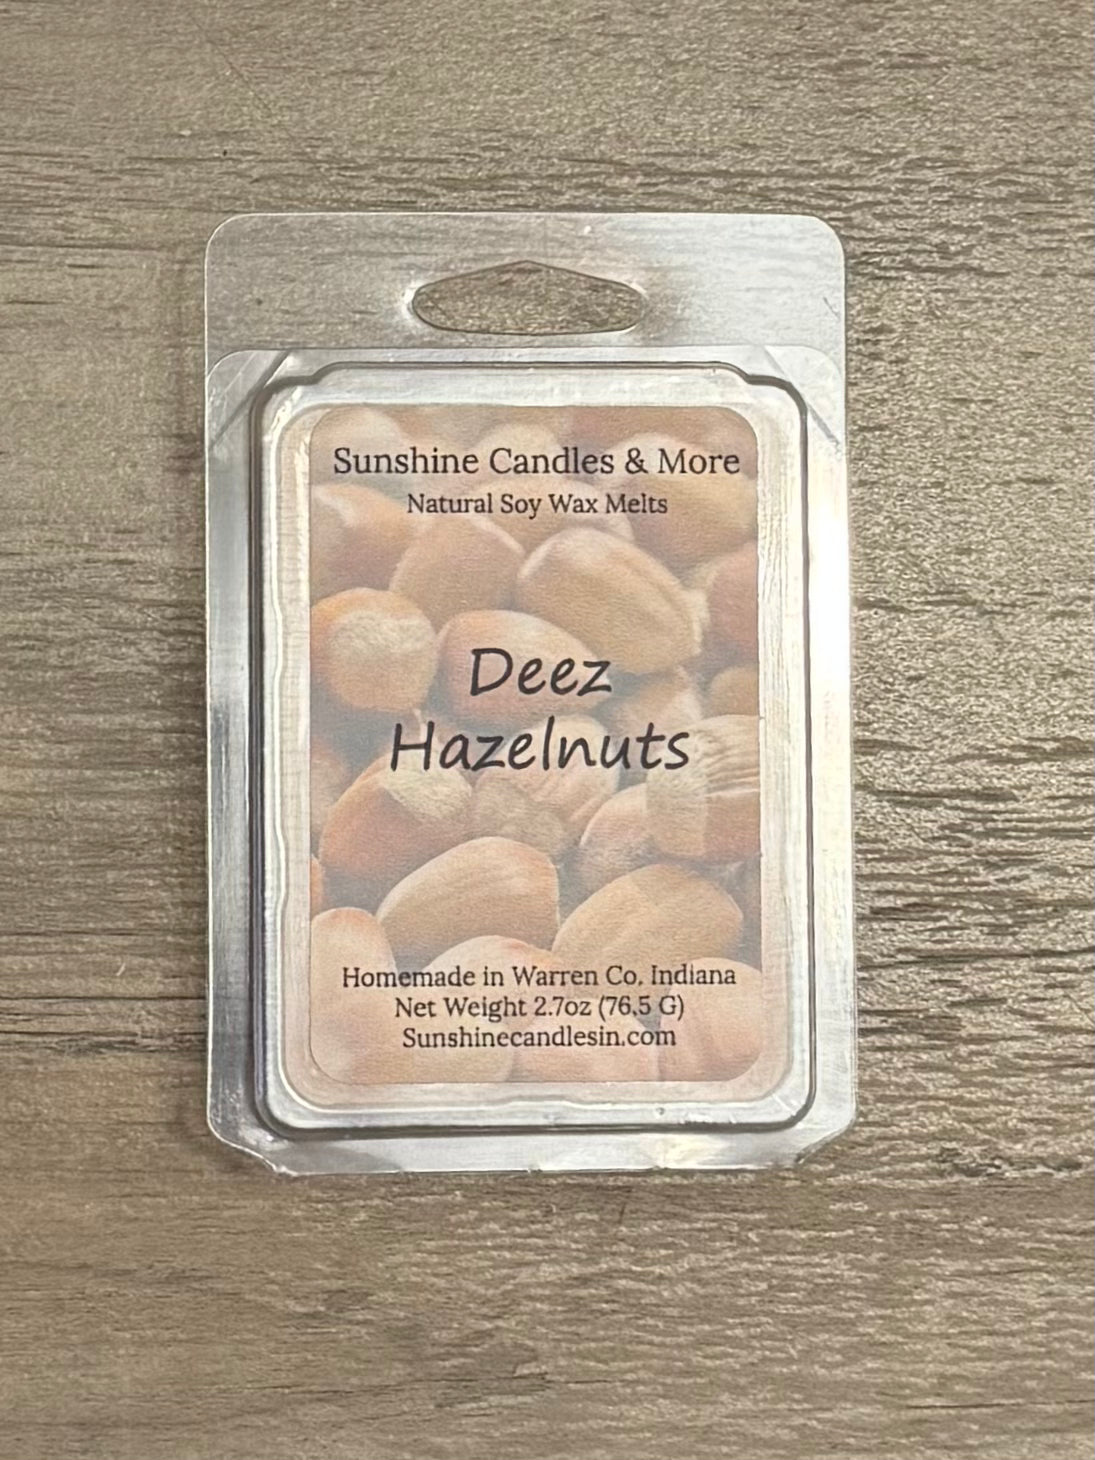 Sunshine Candles & More
Natural Soy Wax Melts
Deez
Hazelnuts
Homemade in Warren Co. Indiana
Net Weight 2.7oz (76.5 G)
Sunshinecandlesin.com